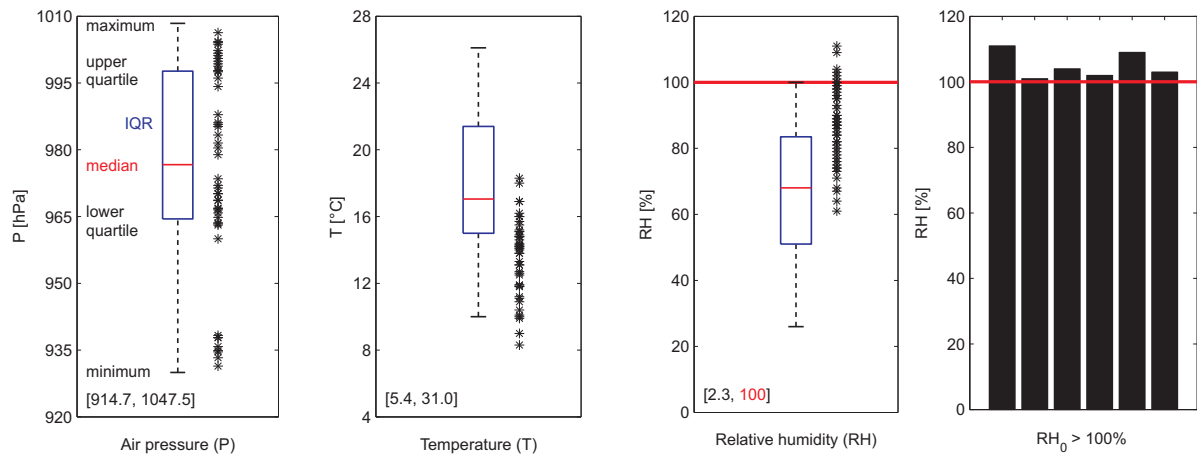 1010
995
980
965
950
935
920
P [hPa]
maximum
upper
quartile
IQR
median
lower
quartile
minimum
[914.7, 1047.5]
Air pressure (P)
28
24
20
16
12
8
4
T [°C]
[5.4, 31.0]
Temperature (T)
120
100
80
60
40
20
0
RH [%]
[2.3, 100]
Relative humidity (RH)
120
100
80
60
40
20
0
RH [%]
RH0 > 100%